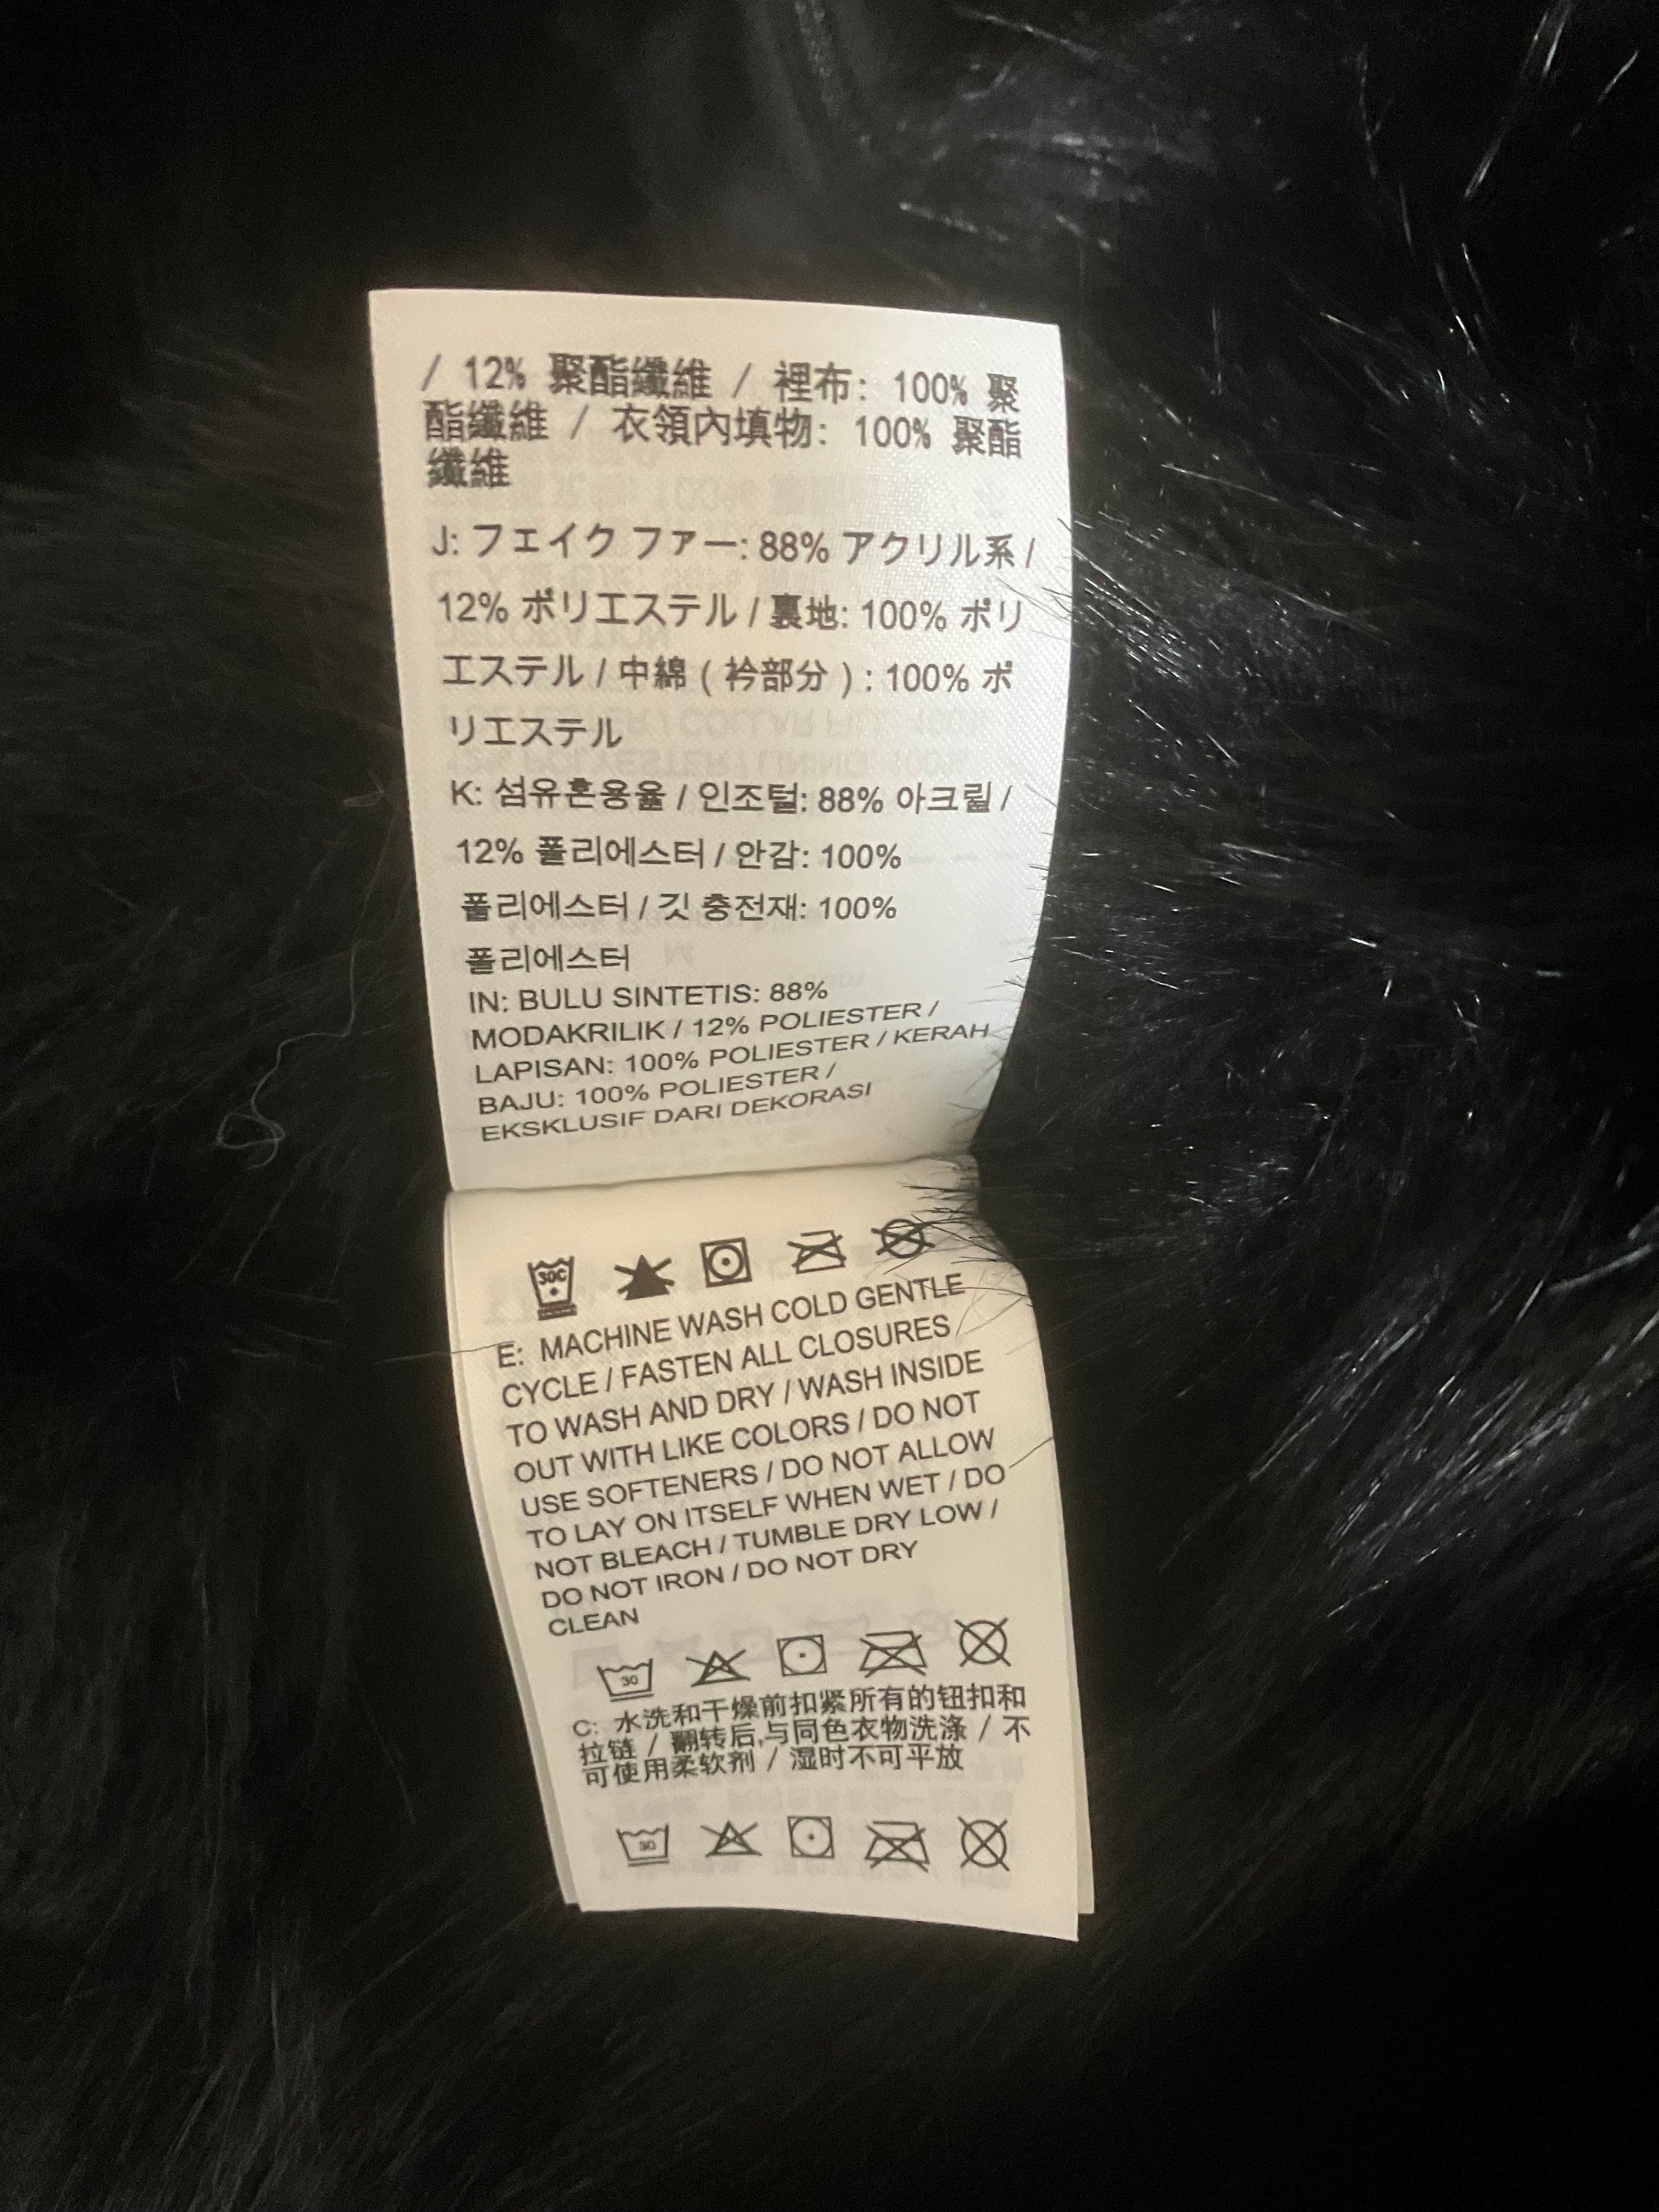 / 12% 聚酯纖維 / 裡布: 100% 聚
酯纖維 / 衣領內填物: 100% 聚酯
纖維
J: フェイク ファー: 88% アクリル系 /
12% ポリエステル / 裏地: 100% ポリ
エステル / 中綿 ( 衿部分 ) : 100% ポ
リエステル
K: 섬유혼용율 / 인조털: 88% 아크릴 /
12% 폴리에스터 / 안감: 100%
폴리에스터 / 깃 충전재: 100%
폴리에스터
IN: BULU SINTETIS: 88%
MODAKRILIK / 12% POLIESTER /
LAPISAN: 100% POLIESTER / KERAH
BAJU: 100% POLIESTER /
EKSKLUSIF DARI DEKORASI
30C
E: MACHINE WASH COLD GENTLE
CYCLE / FASTEN ALL CLOSURES
TO WASH AND DRY / WASH INSIDE
OUT WITH LIKE COLORS / DO NOT
USE SOFTENERS / DO NOT ALLOW
TO LAY ON ITSELF WHEN WET / DO
NOT BLEACH / TUMBLE DRY LOW /
DO NOT IRON / DO NOT DRY
CLEAN
30
C: 水洗和干燥前扣紧所有的钮扣和
拉链 / 翻转后,与同色衣物洗涤 / 不
可使用柔软剂 / 湿时不可平放
30